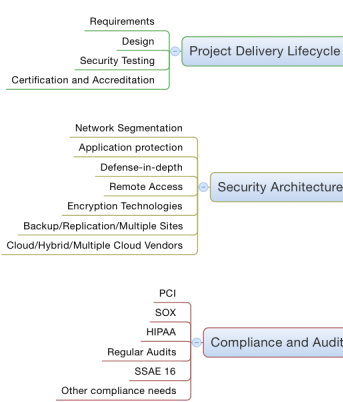 Requirements
Design
Security Testing
Certification and Accreditation
Project Delivery Lifecycle
Network Segmentation
Application protection
Defense-in-depth
Remote Access
Encryption Technologies
Backup/Replication/Multiple Sites
Cloud/Hybrid/Multiple Cloud Vendors
Security Architecture
PCI
SOX
HIPAA
Regular Audits
SSAE 16
Other compliance needs
Compliance and Audit